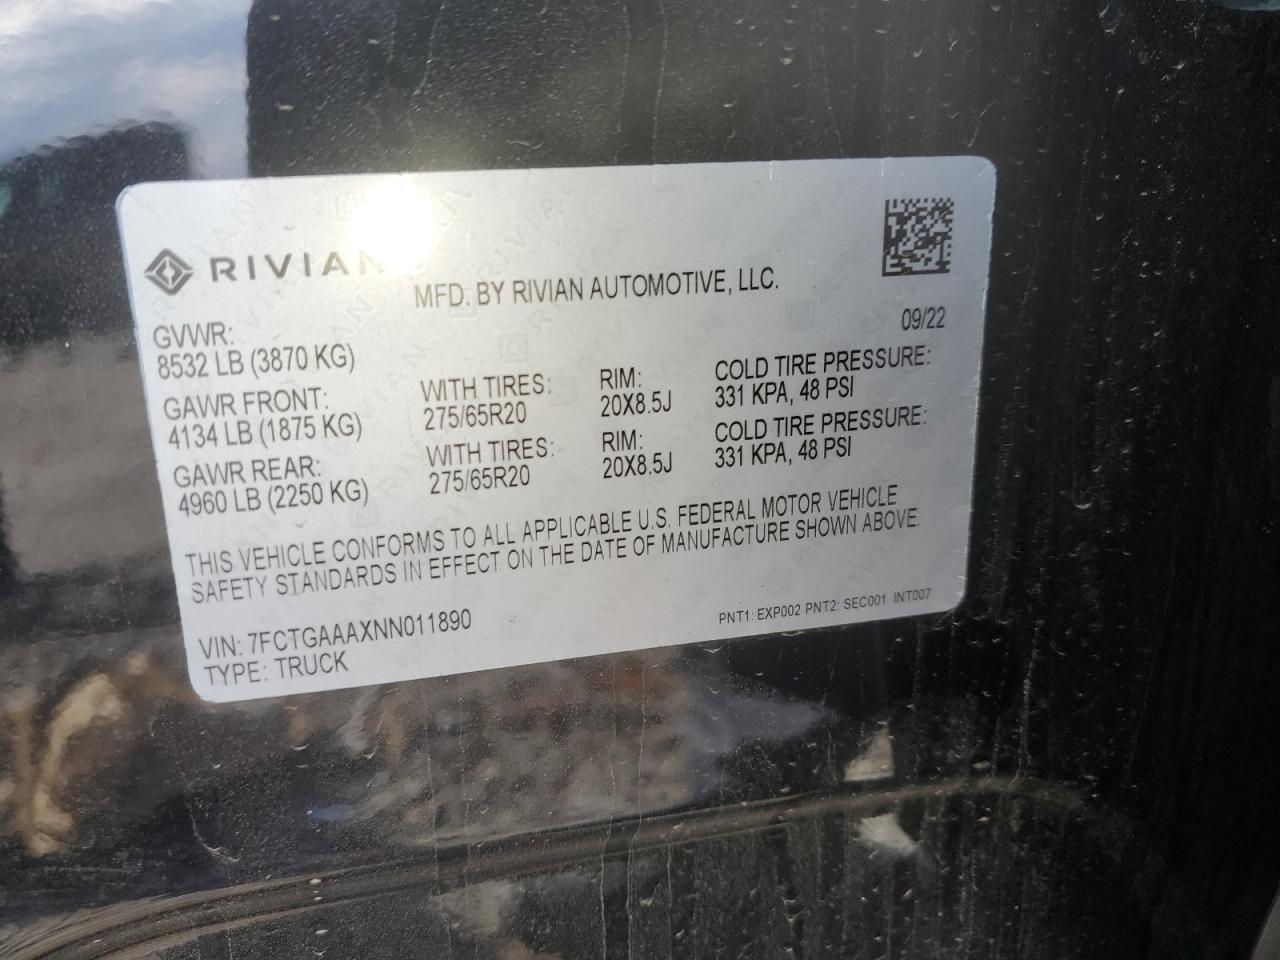 RIVIAN
MFD. BY RIVIAN AUTOMOTIVE, LLC.
09/22
GVWR:
8532 LB (3870 KG)
GAWR FRONT: WITH TIRES: RIM: COLD TIRE PRESSURE:
4134 LB (1875 KG) 275/65R20 20X8.5J 331 KPA, 48 PSI
GAWR REAR: WITH TIRES: RIM: COLD TIRE PRESSURE:
4960 LB (2250 KG) 275/65R20 20X8.5J 331 KPA, 48 PSI
THIS VEHICLE CONFORMS TO ALL APPLICABLE U.S. FEDERAL MOTOR VEHICLE
SAFETY STANDARDS IN EFFECT ON THE DATE OF MANUFACTURE SHOWN ABOVE.
VIN: 7FCTGAAAXNN011890
TYPE: TRUCK
PNT1: EXP002 PNT2: SEC001 INT007